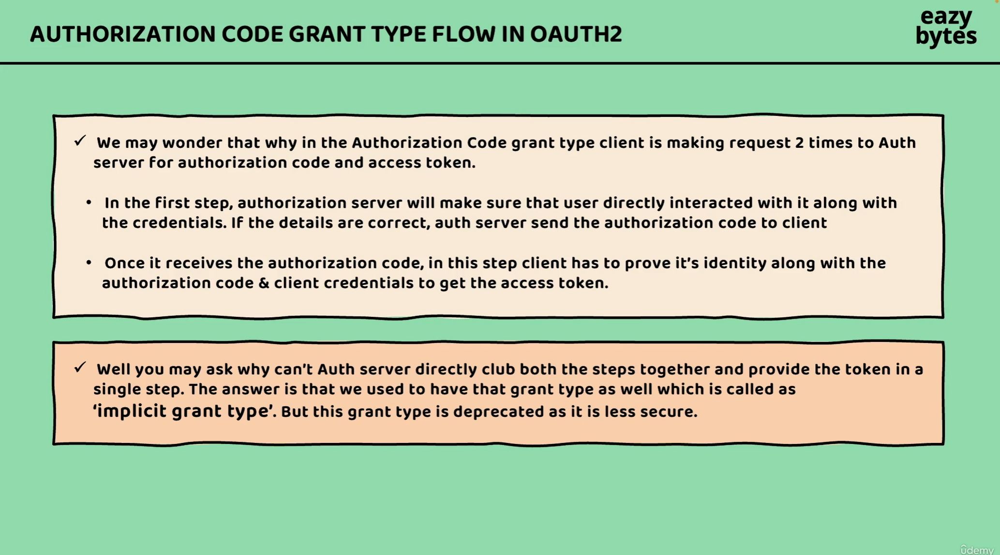 AUTHORIZATION CODE GRANT TYPE FLOW IN OAUTH2
eazy
bytes
✓ We may wonder that why in the Authorization Code grant type client is making request 2 times to Auth
server for authorization code and access token.
• In the first step, authorization server will make sure that user directly interacted with it along with
the credentials. If the details are correct, auth server send the authorization code to client
• Once it receives the authorization code, in this step client has to prove it's identity along with the
authorization code & client credentials to get the access token.
✓ Well you may ask why can't Auth server directly club both the steps together and provide the token in a
single step. The answer is that we used to have that grant type as well which is called as
‘implicit grant type’. But this grant type is deprecated as it is less secure.
ûdemy